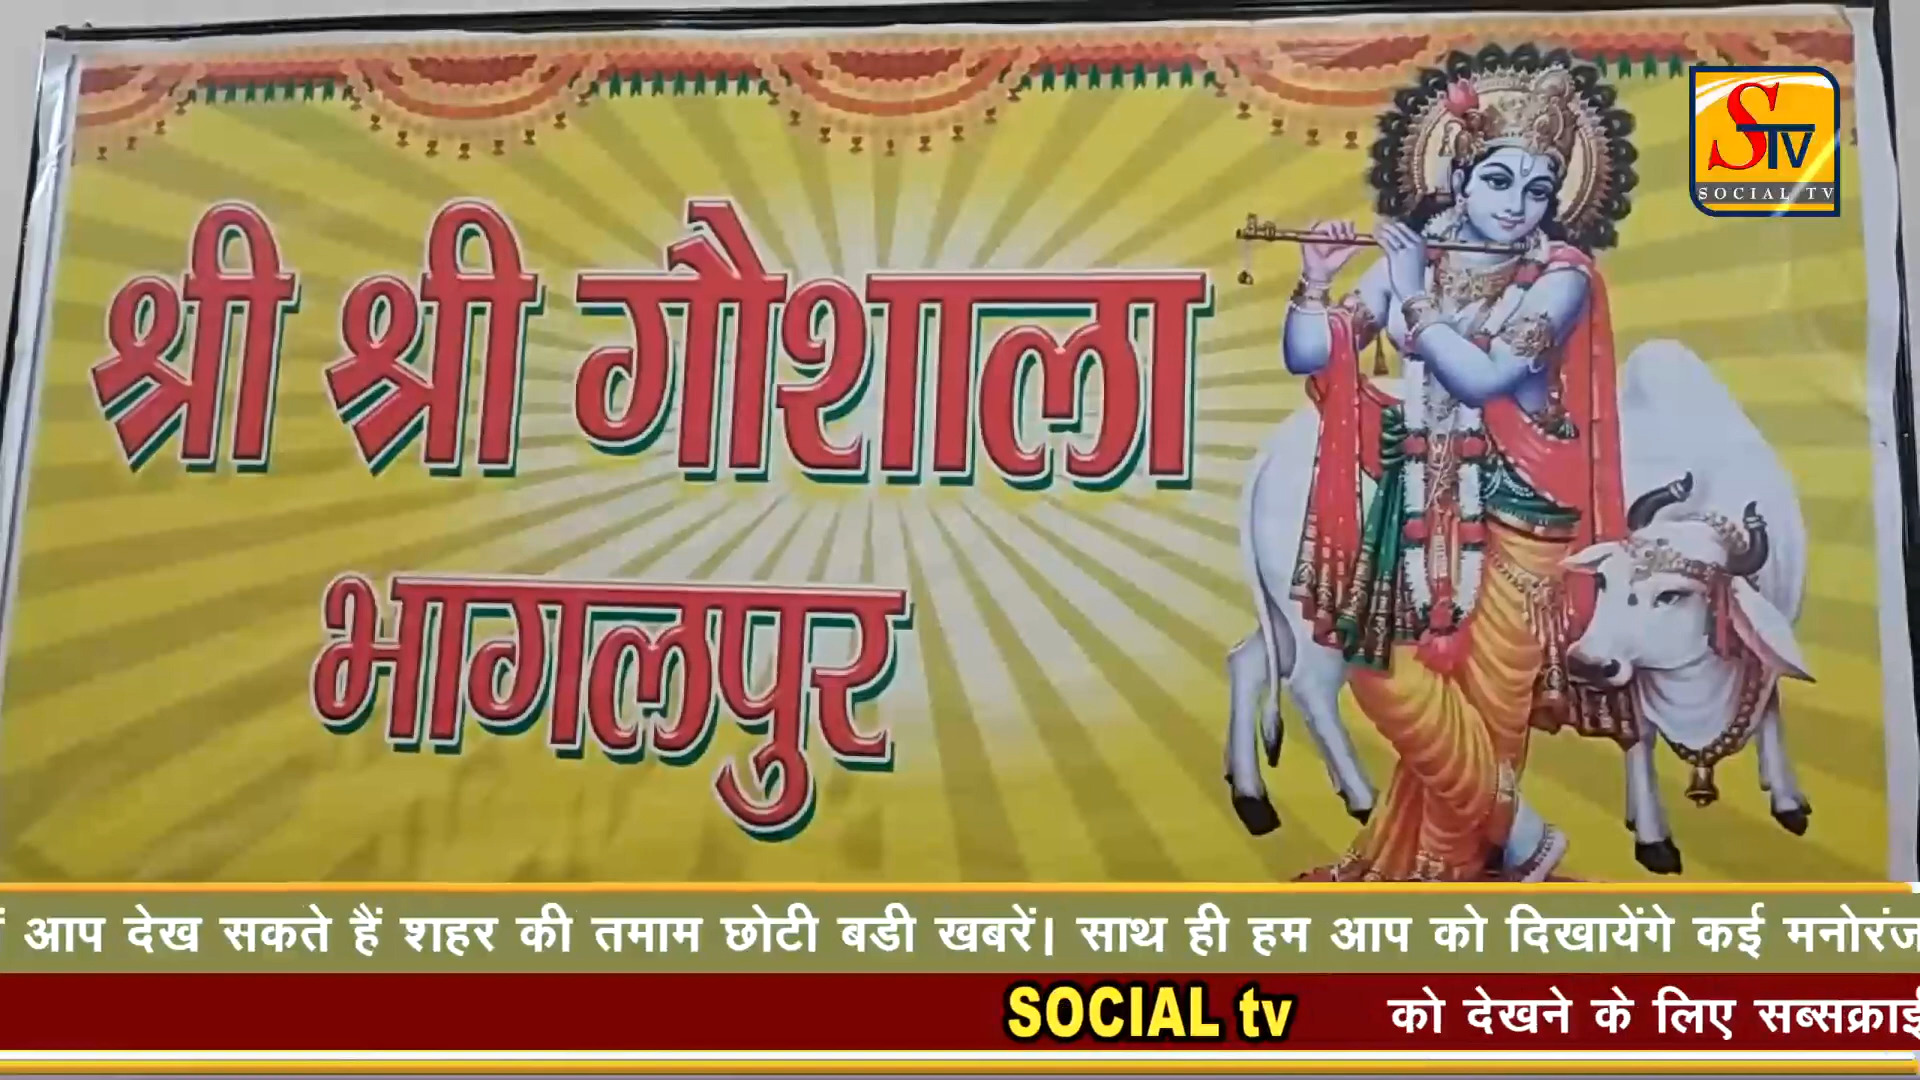 STV
SOCIAL TV
श्री श्री गौशाला
भागलपुर
आप देख सकते हैं शहर की तमाम छोटी बडी खबरें। साथ ही हम आप को दिखायेंगे कई
SOCIAL tv को देखने के लिए